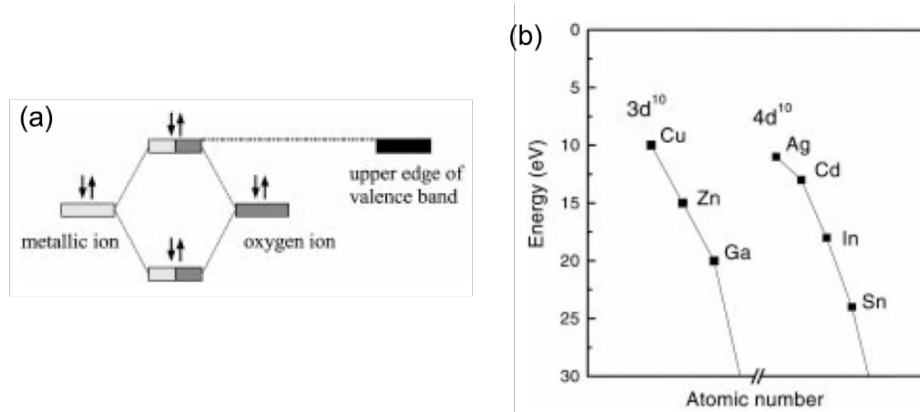 (a)
metallic ion
oxygen ion
upper edge of
valence band
(b)
Energy (eV)
0
5
10
15
20
25
30
3d¹⁰
Cu
Zn
Ga
4d¹⁰
Ag
Cd
In
Sn
Atomic number